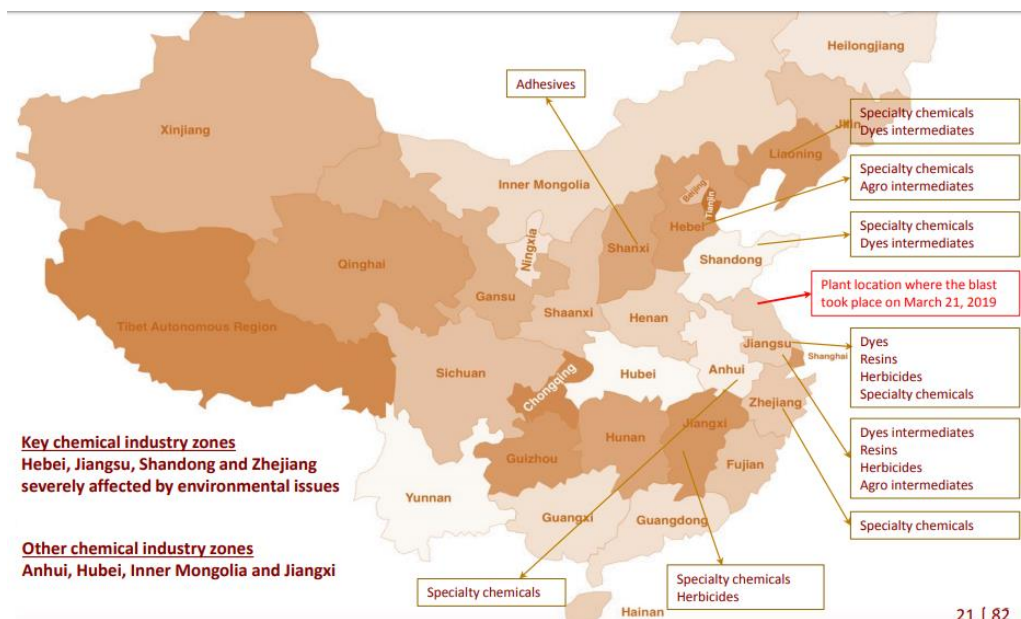 Heilongjiang
Adhesives
Xinjiang
Specialty chemicals
Dyes intermediates
Jilin
Liaoning
Inner Mongolia
Specialty chemicals
Agro intermediates
Beijing
Tianjin
Hebei
Ningxia
Shanxi
Specialty chemicals
Dyes intermediates
Shandong
Qinghai
Gansu
Plant location where the blast
took place on March 21, 2019
Shaanxi
Henan
Tibet Autonomous Region
Jiangsu
Shanghai
Dyes
Resins
Herbicides
Specialty chemicals
Sichuan
Chongqing
Hubei
Anhui
Zhejiang
Key chemical industry zones
Hebei, Jiangsu, Shandong and Zhejiang
severely affected by environmental issues
Guizhou
Hunan
Jiangxi
Fujian
Dyes intermediates
Resins
Herbicides
Agro intermediates
Yunnan
Guangxi
Guangdong
Specialty chemicals
Other chemical industry zones
Anhui, Hubei, Inner Mongolia and Jiangxi
Specialty chemicals
Specialty chemicals
Herbicides
Hainan
21 | 82